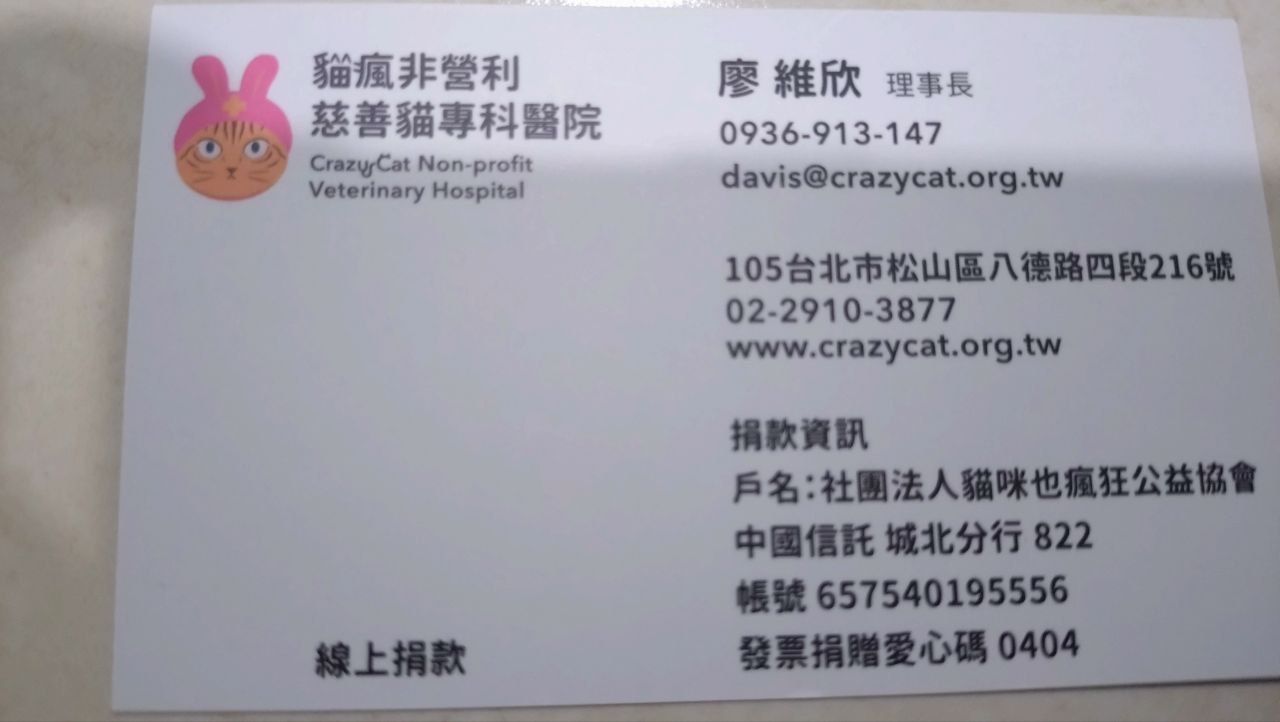 貓瘋非營利
慈善貓專科醫院
Crazy Cat Non-profit
Veterinary Hospital
廖 維欣 理事長
0936-913-147
davis@crazycat.org.tw
105台北市松山區八德路四段216號
02-2910-3877
www.crazycat.org.tw
捐款資訊
戶名：社團法人貓咪也瘋狂公益協會
中國信託 城北分行 822
帳號 657540195556
發票捐贈愛心碼 0404
線上捐款